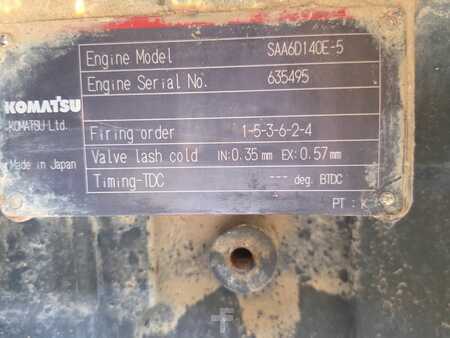 Engine Model SAA6D140E-5
Engine Serial No. 635495
KOMATSU
KOMATSU Ltd.
Firing order 1-5-3-6-2-4
Made in Japan
Valve lash cold IN:0.35 mm EX:0.57 mm
Timing-TDC --- deg. BTDC
PT : K